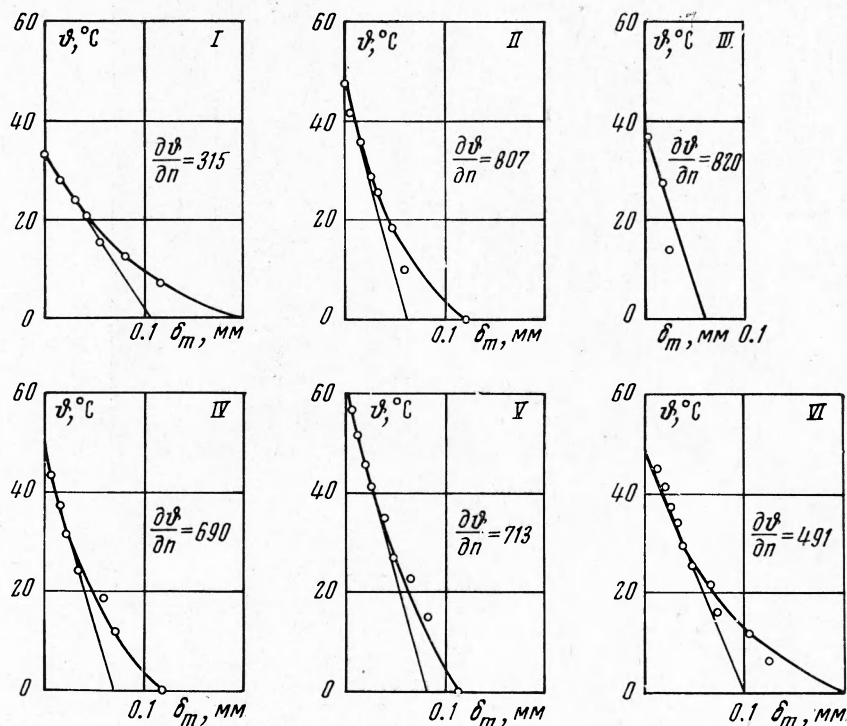 60 ϑ,°C I
40
∂ϑ/∂n = 315
20
0 0.1 δm, мм
60 ϑ,°C II
40
∂ϑ/∂n = 807
20
0 0.1 δm, мм
60 ϑ,°C III
40
∂ϑ/∂n = 820
20
0 δm, мм 0.1
60 ϑ,°C IV
40
∂ϑ/∂n = 690
20
0 0.1 δm, мм
60 ϑ,°C V
40
∂ϑ/∂n = 713
20
0 0.1 δm, мм
60 ϑ,°C VI
40
∂ϑ/∂n = 491
20
0 0.1 δm, мм